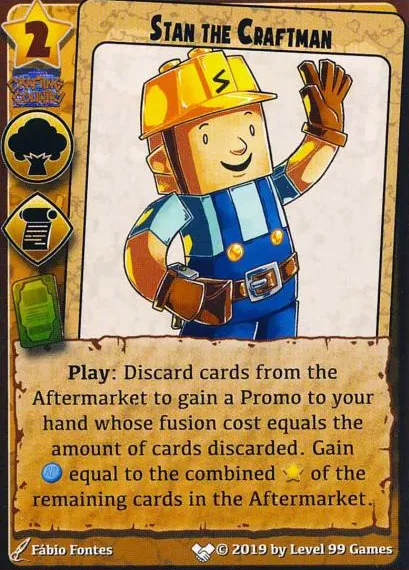 2
STAN THE CRAFTMAN
S
Play: Discard cards from the
Aftermarket to gain a Promo to your
hand whose fusion cost equals the
amount of cards discarded. Gain
equal to the combined of the
remaining cards in the Aftermarket.
Fábio Fontes
© 2019 by Level 99 Games